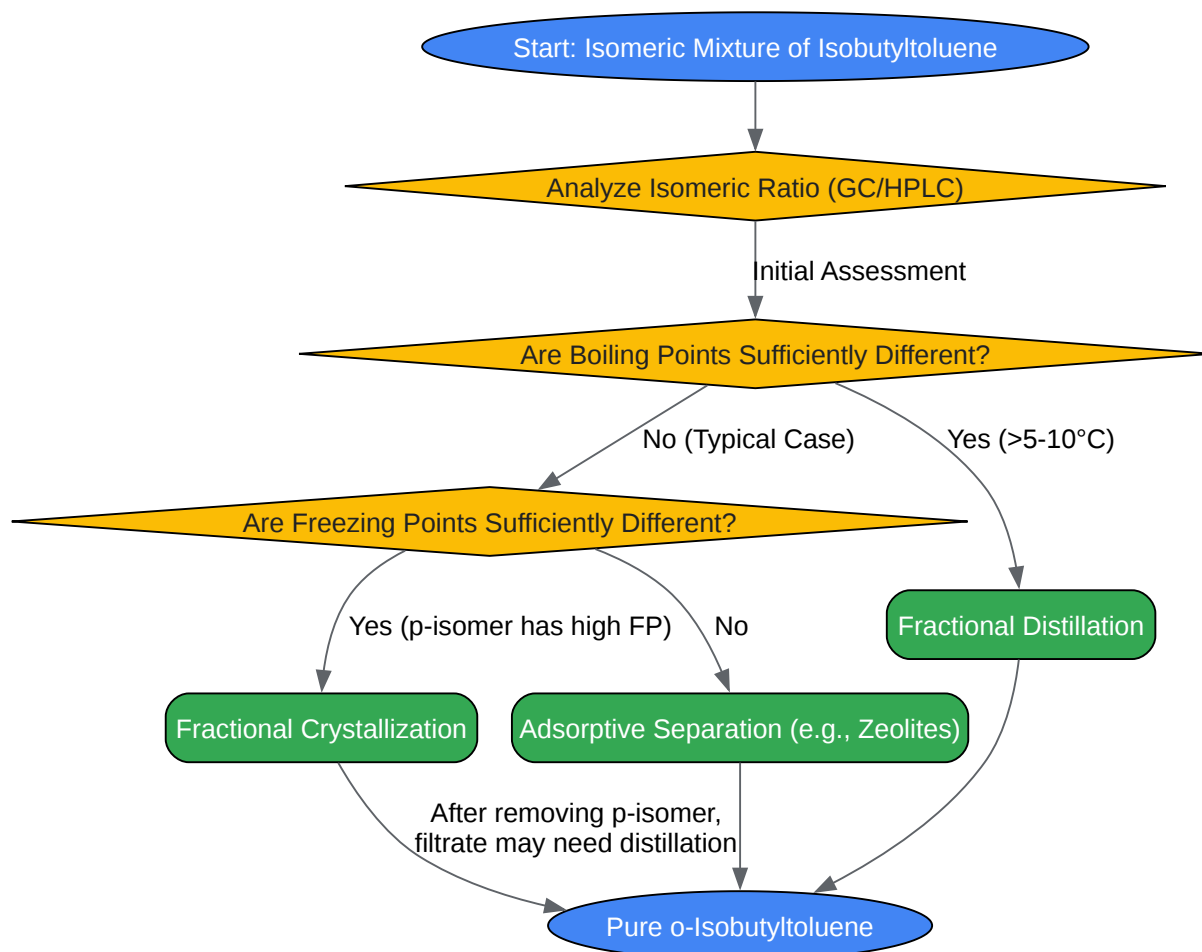 Start: Isomeric Mixture of Isobutyltoluene
Analyze Isomeric Ratio (GC/HPLC)
Initial Assessment
Are Boiling Points Sufficiently Different?
No (Typical Case)
Yes (>5-10°C)
Are Freezing Points Sufficiently Different?
Yes (p-isomer has high FP)
No
Fractional Distillation
Fractional Crystallization
Adsorptive Separation (e.g., Zeolites)
After removing p-isomer,
filtrate may need distillation
Pure o-Isobutyltoluene